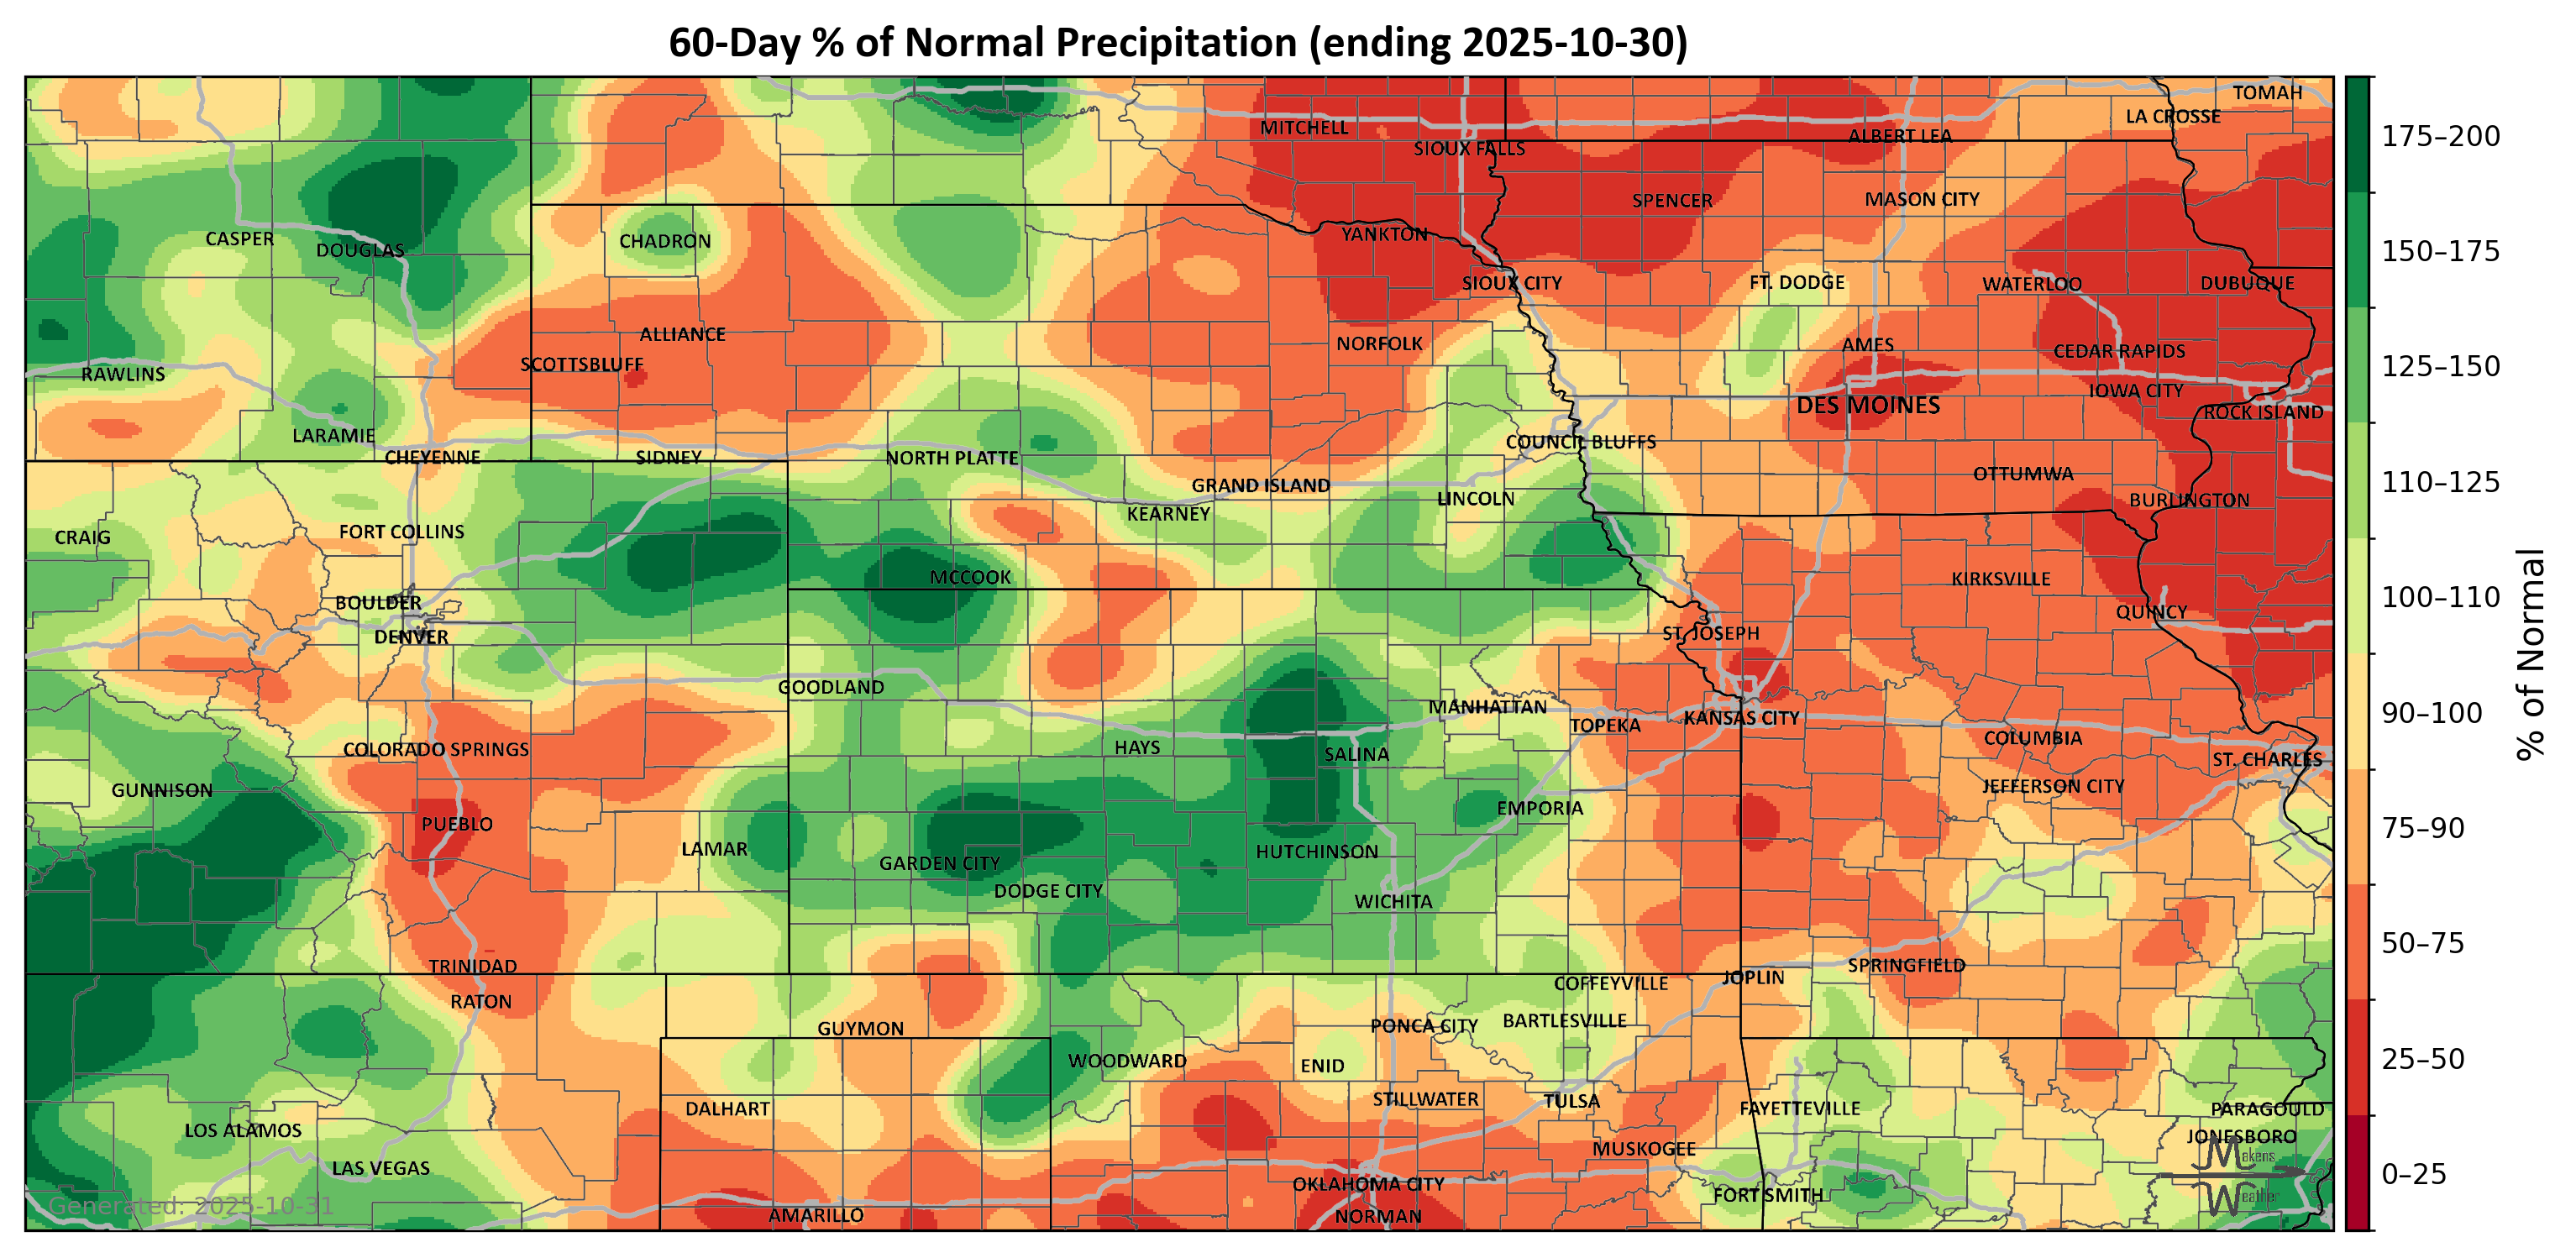 60-Day % of Normal Precipitation (ending 2025-10-30)
TOMAH
LA CROSSE
MITCHELL
ALBERT LEA
SIOUX FALLS
SPENCER
MASON CITY
CASPER
DOUGLAS
CHADRON
YANKTON
SIOUX CITY
FT. DODGE
WATERLOO
DUBUQUE
ALLIANCE
NORFOLK
AMES
CEDAR RAPIDS
SCOTTSBLUFF
RAWLINS
IOWA CITY
DES MOINES
ROCK ISLAND
LARAMIE
COUNCIL BLUFFS
CHEYENNE
SIDNEY
NORTH PLATTE
OTTUMWA
GRAND ISLAND
LINCOLN
BURLINGTON
KEARNEY
FORT COLLINS
CRAIG
MCCOOK
KIRKSVILLE
BOULDER
QUINCY
DENVER
ST. JOSEPH
GOODLAND
MANHATTAN
TOPEKA
KANSAS CITY
COLUMBIA
COLORADO SPRINGS
HAYS
SALINA
ST. CHARLES
GUNNISON
JEFFERSON CITY
EMPORIA
PUEBLO
LAMAR
HUTCHINSON
GARDEN CITY
DODGE CITY
WICHITA
TRINIDAD
SPRINGFIELD
JOPLIN
COFFEYVILLE
RATON
GUYMON
PONCA CITY
BARTLESVILLE
WOODWARD
ENID
DALHART
STILLWATER
TULSA
FAYETTEVILLE
PARAGOULD
LOS ALAMOS
JONESBORO
MUSKOGEE
LAS VEGAS
OKLAHOMA CITY
FORT SMITH
AMARILLO
NORMAN
Generated: 2025-10-31
Makens
Weather
175–200
150–175
125–150
110–125
100–110
90–100
75–90
50–75
25–50
0–25
% of Normal